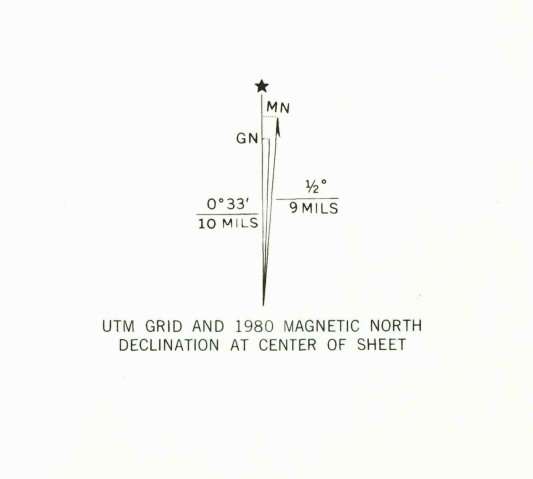 MN
GN
½°
0°33'
9 MILS
10 MILS
UTM GRID AND 1980 MAGNETIC NORTH
DECLINATION AT CENTER OF SHEET